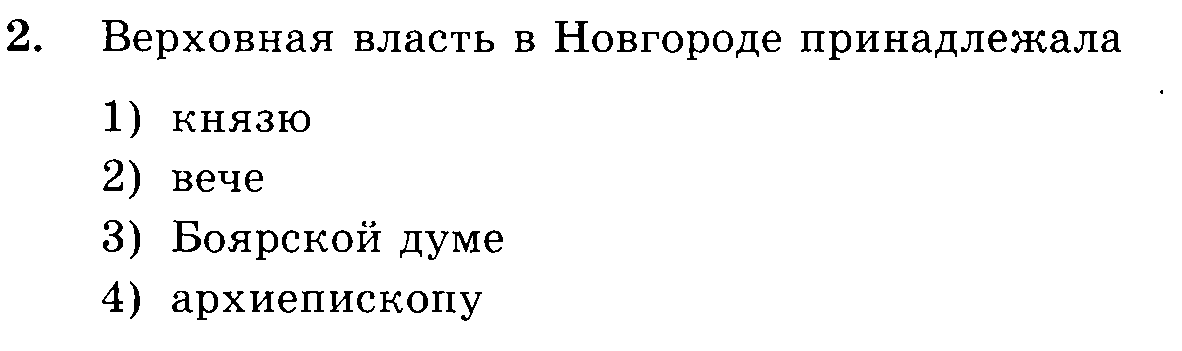 2. Верховная власть в Новгороде принадлежала
1) князю
2) вече
3) Боярской думе
4) архиепископу